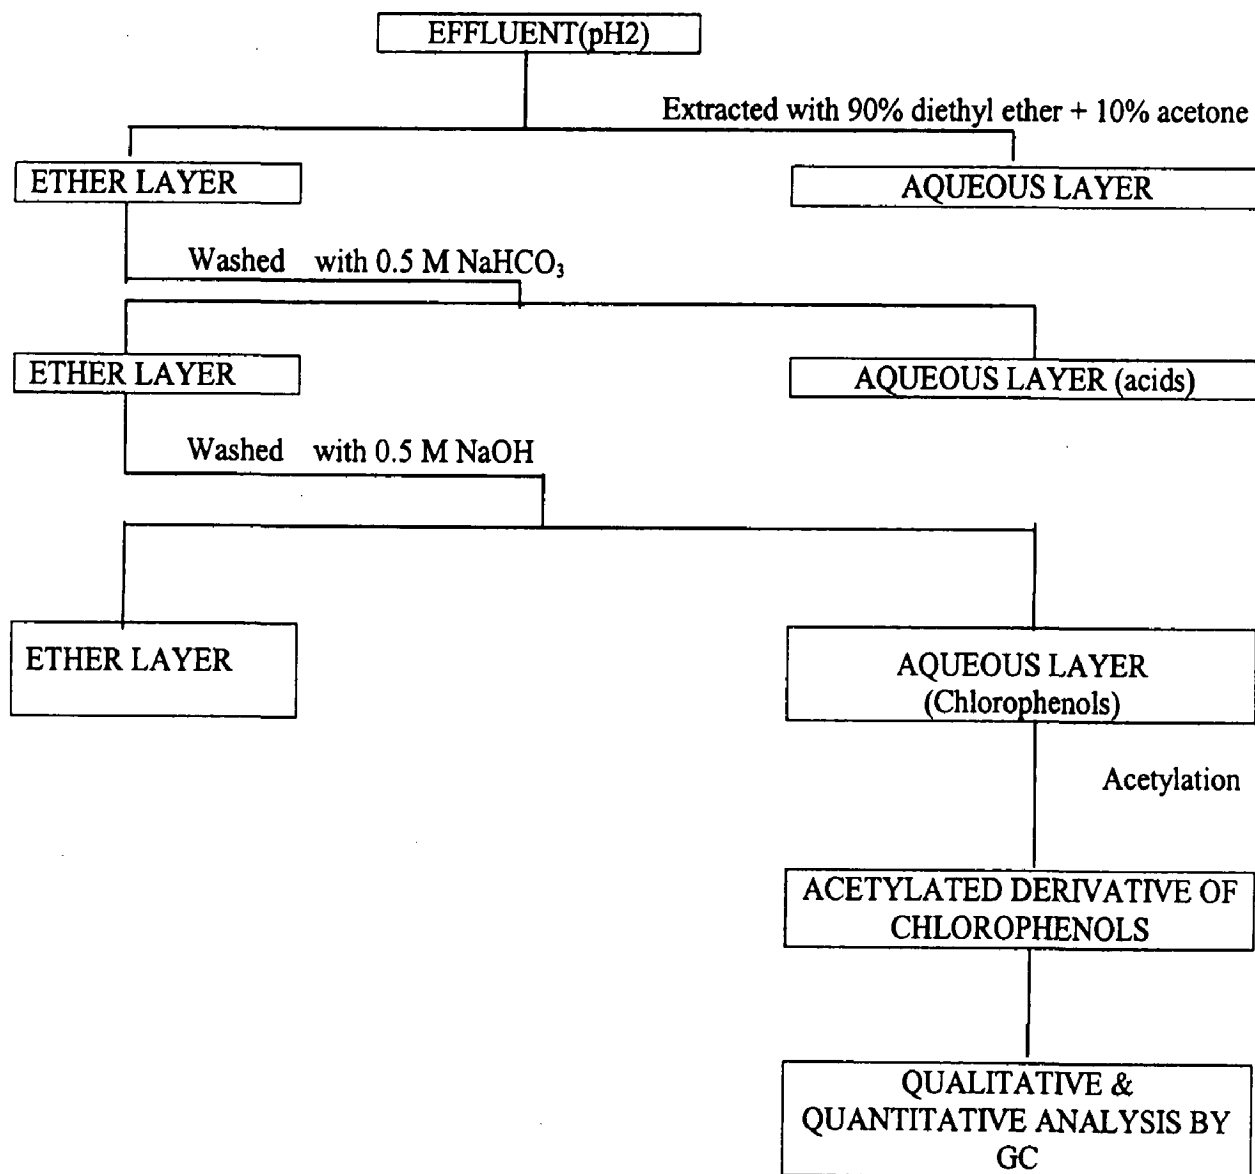 EFFLUENT(pH2)
Extracted with 90% diethyl ether + 10% acetone
ETHER LAYER
AQUEOUS LAYER
Washed with 0.5 M NaHCO₃
ETHER LAYER
AQUEOUS LAYER (acids)
Washed with 0.5 M NaOH
ETHER LAYER
AQUEOUS LAYER
(Chlorophenols)
Acetylation
ACETYLATED DERIVATIVE OF
CHLOROPHENOLS
QUALITATIVE &
QUANTITATIVE ANALYSIS BY
GC